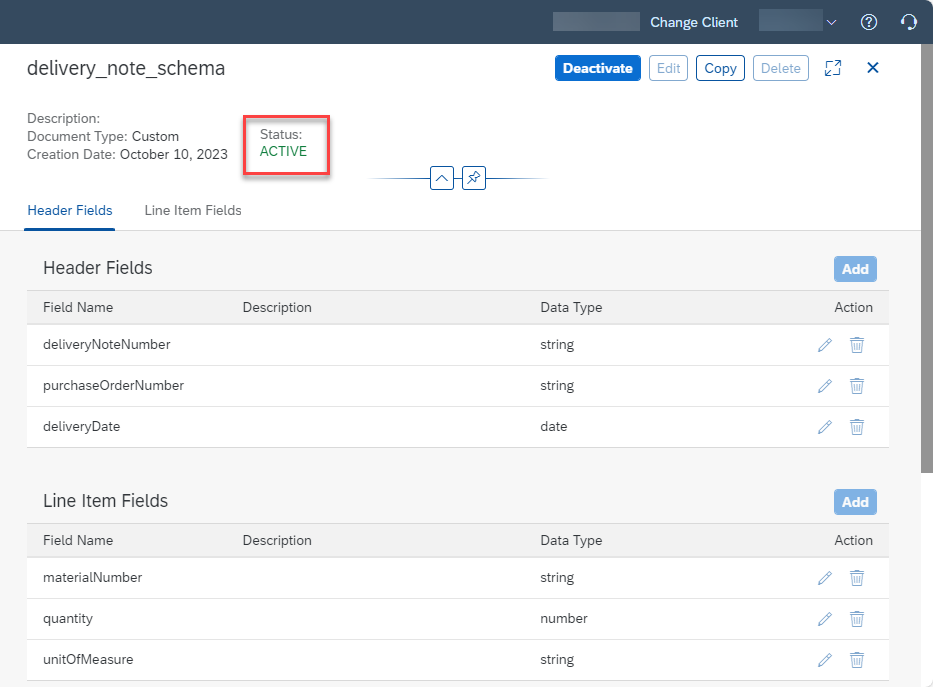 Change Client
delivery_note_schema
Deactivate Edit Copy Delete
Description:
Document Type: Custom
Creation Date: October 10, 2023
Status:
ACTIVE
Header Fields Line Item Fields
Header Fields Add
Field Name Description Data Type Action
deliveryNoteNumber string
purchaseOrderNumber string
deliveryDate date
Line Item Fields Add
Field Name Description Data Type Action
materialNumber string
quantity number
unitOfMeasure string